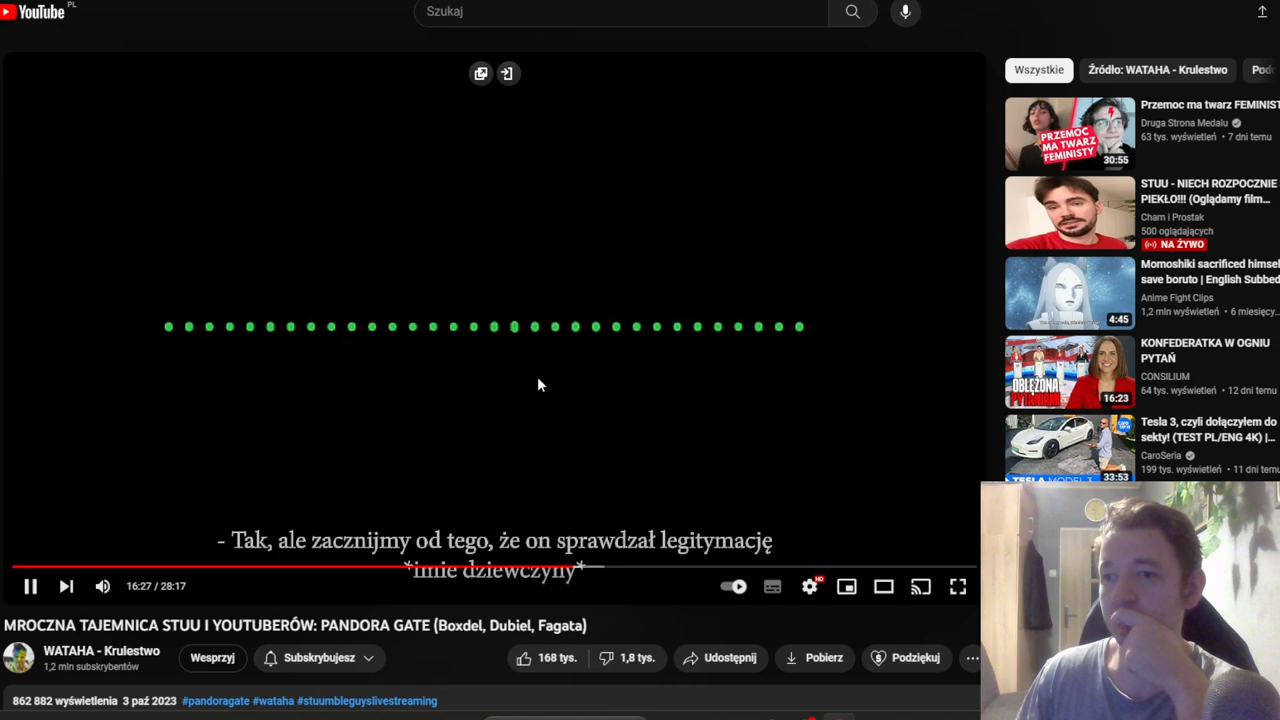 YouTube PL
Szukaj
Wszystkie
Źródło: WATAHA - Krulestwo
- Tak, ale zacznijmy od tego, że on sprawdzał legitymację
*imie dziewczyny*
16:27 / 28:17
HD
MROCZNA TAJEMNICA STUU I YOUTUBERÓW: PANDORA GATE (Boxdel, Dubiel, Fagata)
WATAHA - Krulestwo
1,2 mln subskrybentów
Wesprzyj
Subskrybujesz
168 tys.
1,8 tys.
Udostępnij
Pobierz
Podziękuj
862 882 wyświetlenia 3 paź 2023 #pandoragate #wataha #stuumbleguyslivestreaming
PRZEMOC
MA TWARZ
FEMINISTY
30:55
Przemoc ma twarz FEMINIST
Druga Strona Medalu
63 tys. wyświetleń • 7 dni temu
STUU - NIECH ROZPOCZNIE
PIEKŁO!!! (Oglądamy film...
Cham i Prostak
500 oglądających
NA ŻYWO
4:45
Momoshiki sacrificed himsel
save boruto | English Subbed
Anime Fight Clips
1,2 mln wyświetleń • 6 miesięcy...
OBLĘŻONA
PYTANIAMI
16:23
KONFEDERATKA W OGNIU
PYTAŃ
CONSILIUM
64 tys. wyświetleń • 12 dni temu
TESLA MODEL 3
33:53
Tesla 3, czyli dołączyłem do
sekty! (TEST PL/ENG 4K) |...
CaroSeria
199 tys. wyświetleń • 11 dni temu